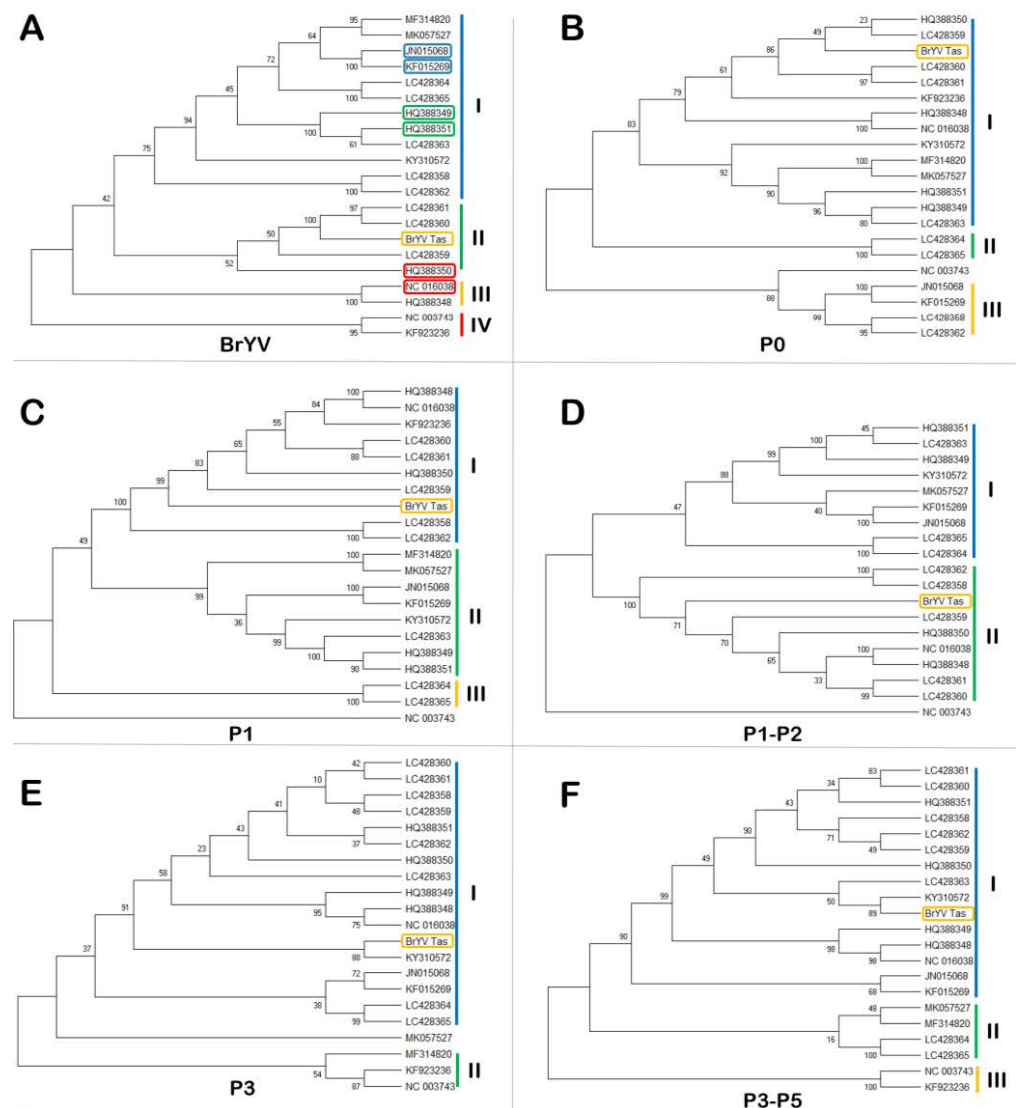 A
95
MF314820
MK057527
64
JN015068
100
KF015269
72
LC428364
100
LC428365
45
HQ388349
100
HQ388351
61
LC428363
94
KY310572
75
LC428358
100
LC428362
I
42
97
LC428361
100
LC428360
50
BrYV Tas
52
LC428359
HQ388350
II
NC 016038
100
HQ388348
III
NC 003743
95
KF923236
IV
BrYV
B
23
HQ388350
49
LC428359
86
BrYV Tas
61
LC428360
97
LC428361
79
KF923236
HQ388348
100
NC 016038
83
KY310572
92
100
MF314820
MK057527
90
HQ388351
96
HQ388349
80
LC428363
I
LC428364
100
LC428365
II
NC 003743
88
100
JN015068
KF015269
99
LC428368
95
LC428362
III
P0
C
100
HQ388348
84
NC 016038
55
KF923236
65
LC428360
88
LC428361
83
HQ388350
99
LC428359
100
BrYV Tas
LC428358
100
LC428362
I
49
100
MF314820
MK057527
99
100
JN015068
KF015269
36
KY310572
99
LC428363
100
HQ388349
90
HQ388351
II
LC428364
100
LC428365
III
NC 003743
P1
D
45
HQ388351
100
LC428363
99
HQ388349
88
KY310572
MK057527
40
KF015269
100
JN015068
47
LC428365
100
LC428364
I
100
LC428362
LC428358
100
BrYV Tas
71
LC428359
70
HQ388350
65
100
NC 016038
HQ388348
33
LC428361
99
LC428360
II
NC 003743
P1-P2
E
42
LC428360
10
LC428361
41
LC428358
48
LC428359
43
HQ388351
37
LC428362
23
HQ388350
58
LC428363
HQ388349
95
HQ388348
75
NC 016038
91
BrYV Tas
88
KY310572
37
72
JN015068
KF015269
38
LC428364
99
LC428365
I
MK057527
MF314820
54
KF923236
87
NC 003743
II
P3
F
83
LC428361
34
LC428360
43
HQ388351
LC428358
71
LC428362
49
LC428359
90
HQ388350
49
LC428363
50
KY310572
89
BrYV Tas
99
HQ388349
98
HQ388348
98
NC 016038
90
JN015068
68
KF015269
I
48
MK057527
MF314820
16
LC428364
100
LC428365
II
NC 003743
100
KF923236
III
P3-P5